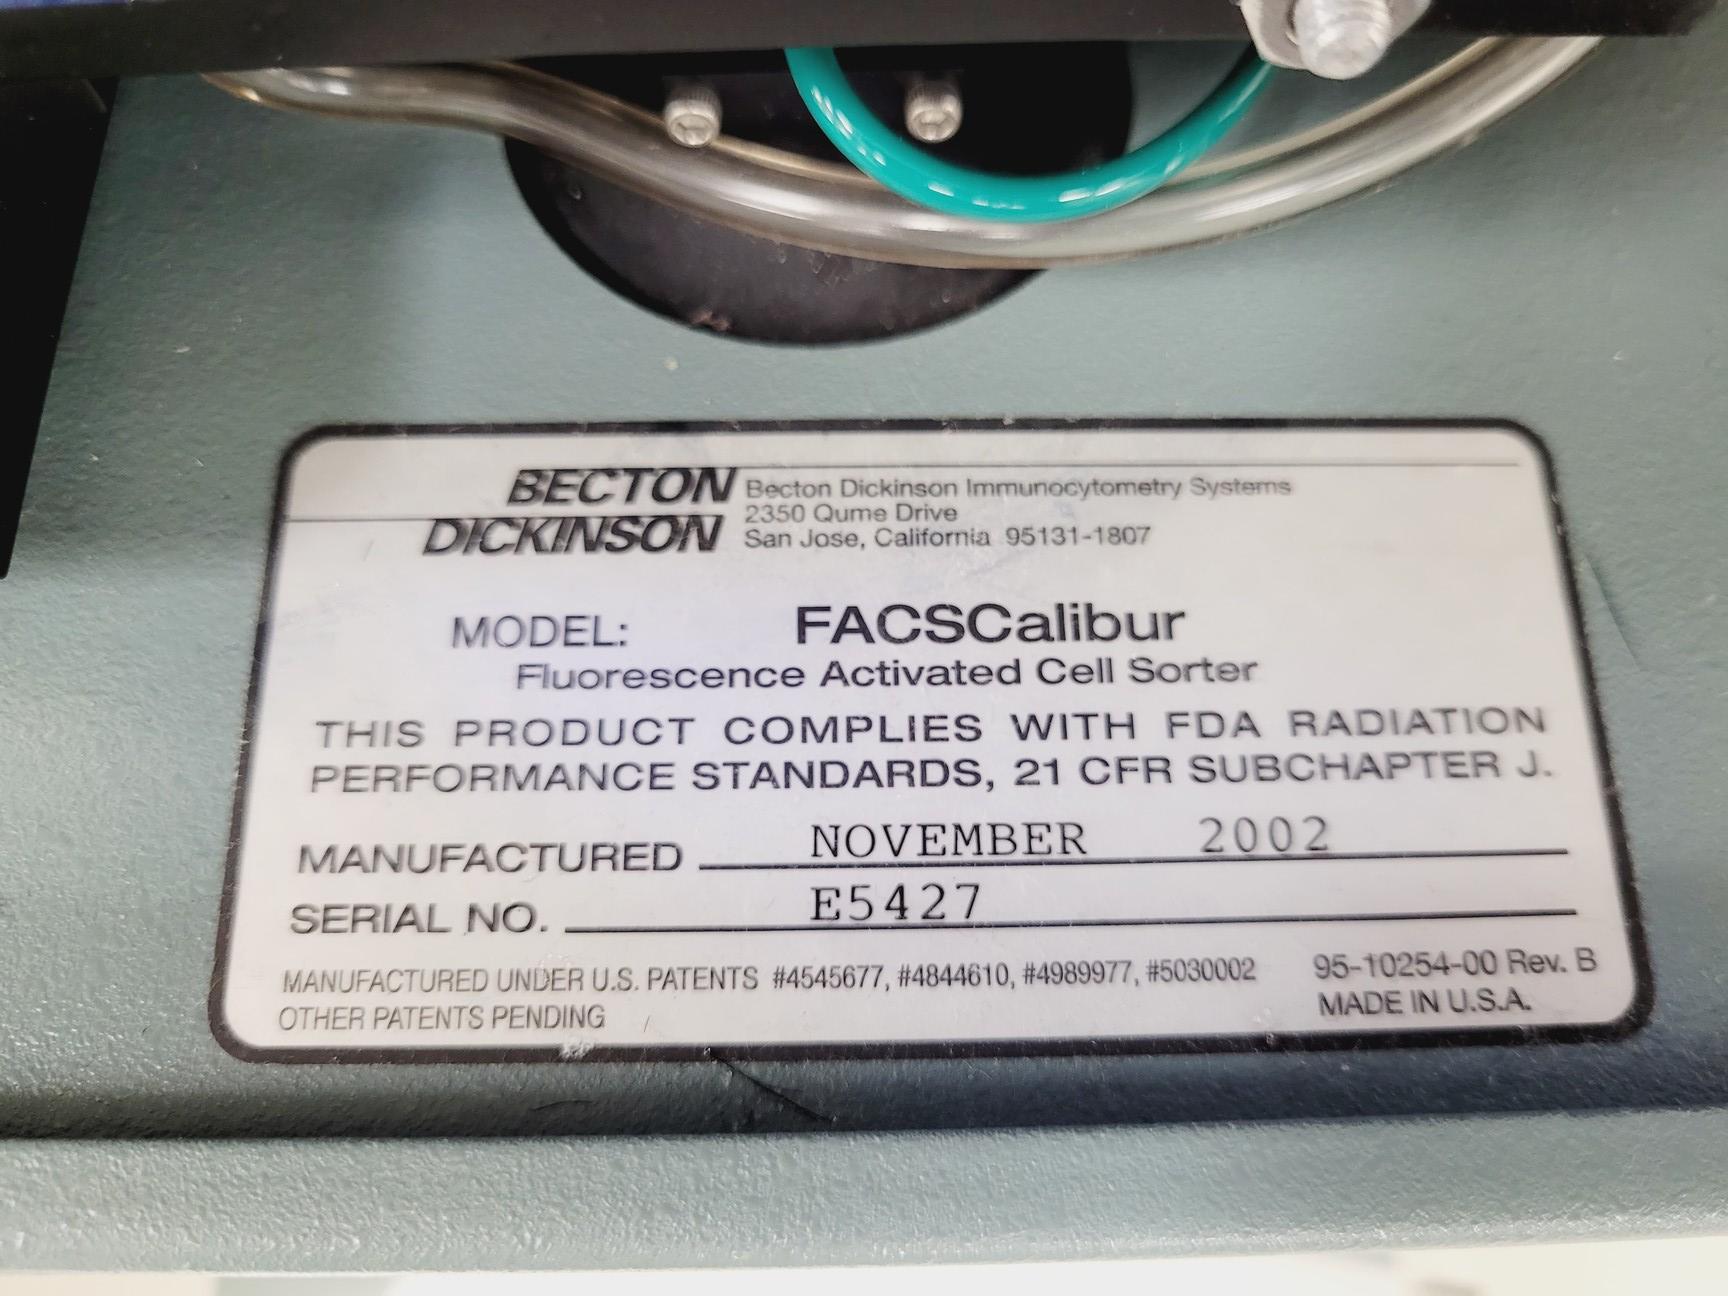 BECTON
DICKINSON
Becton Dickinson Immunocytometry Systems
2350 Qume Drive
San Jose, California 95131-1807
MODEL: FACSCalibur
Fluorescence Activated Cell Sorter
THIS PRODUCT COMPLIES WITH FDA RADIATION
PERFORMANCE STANDARDS, 21 CFR SUBCHAPTER J.
MANUFACTURED NOVEMBER 2002
SERIAL NO. E5427
MANUFACTURED UNDER U.S. PATENTS #4545677, #4844610, #4989977, #5030002
OTHER PATENTS PENDING
95-10254-00 Rev. B
MADE IN U.S.A.